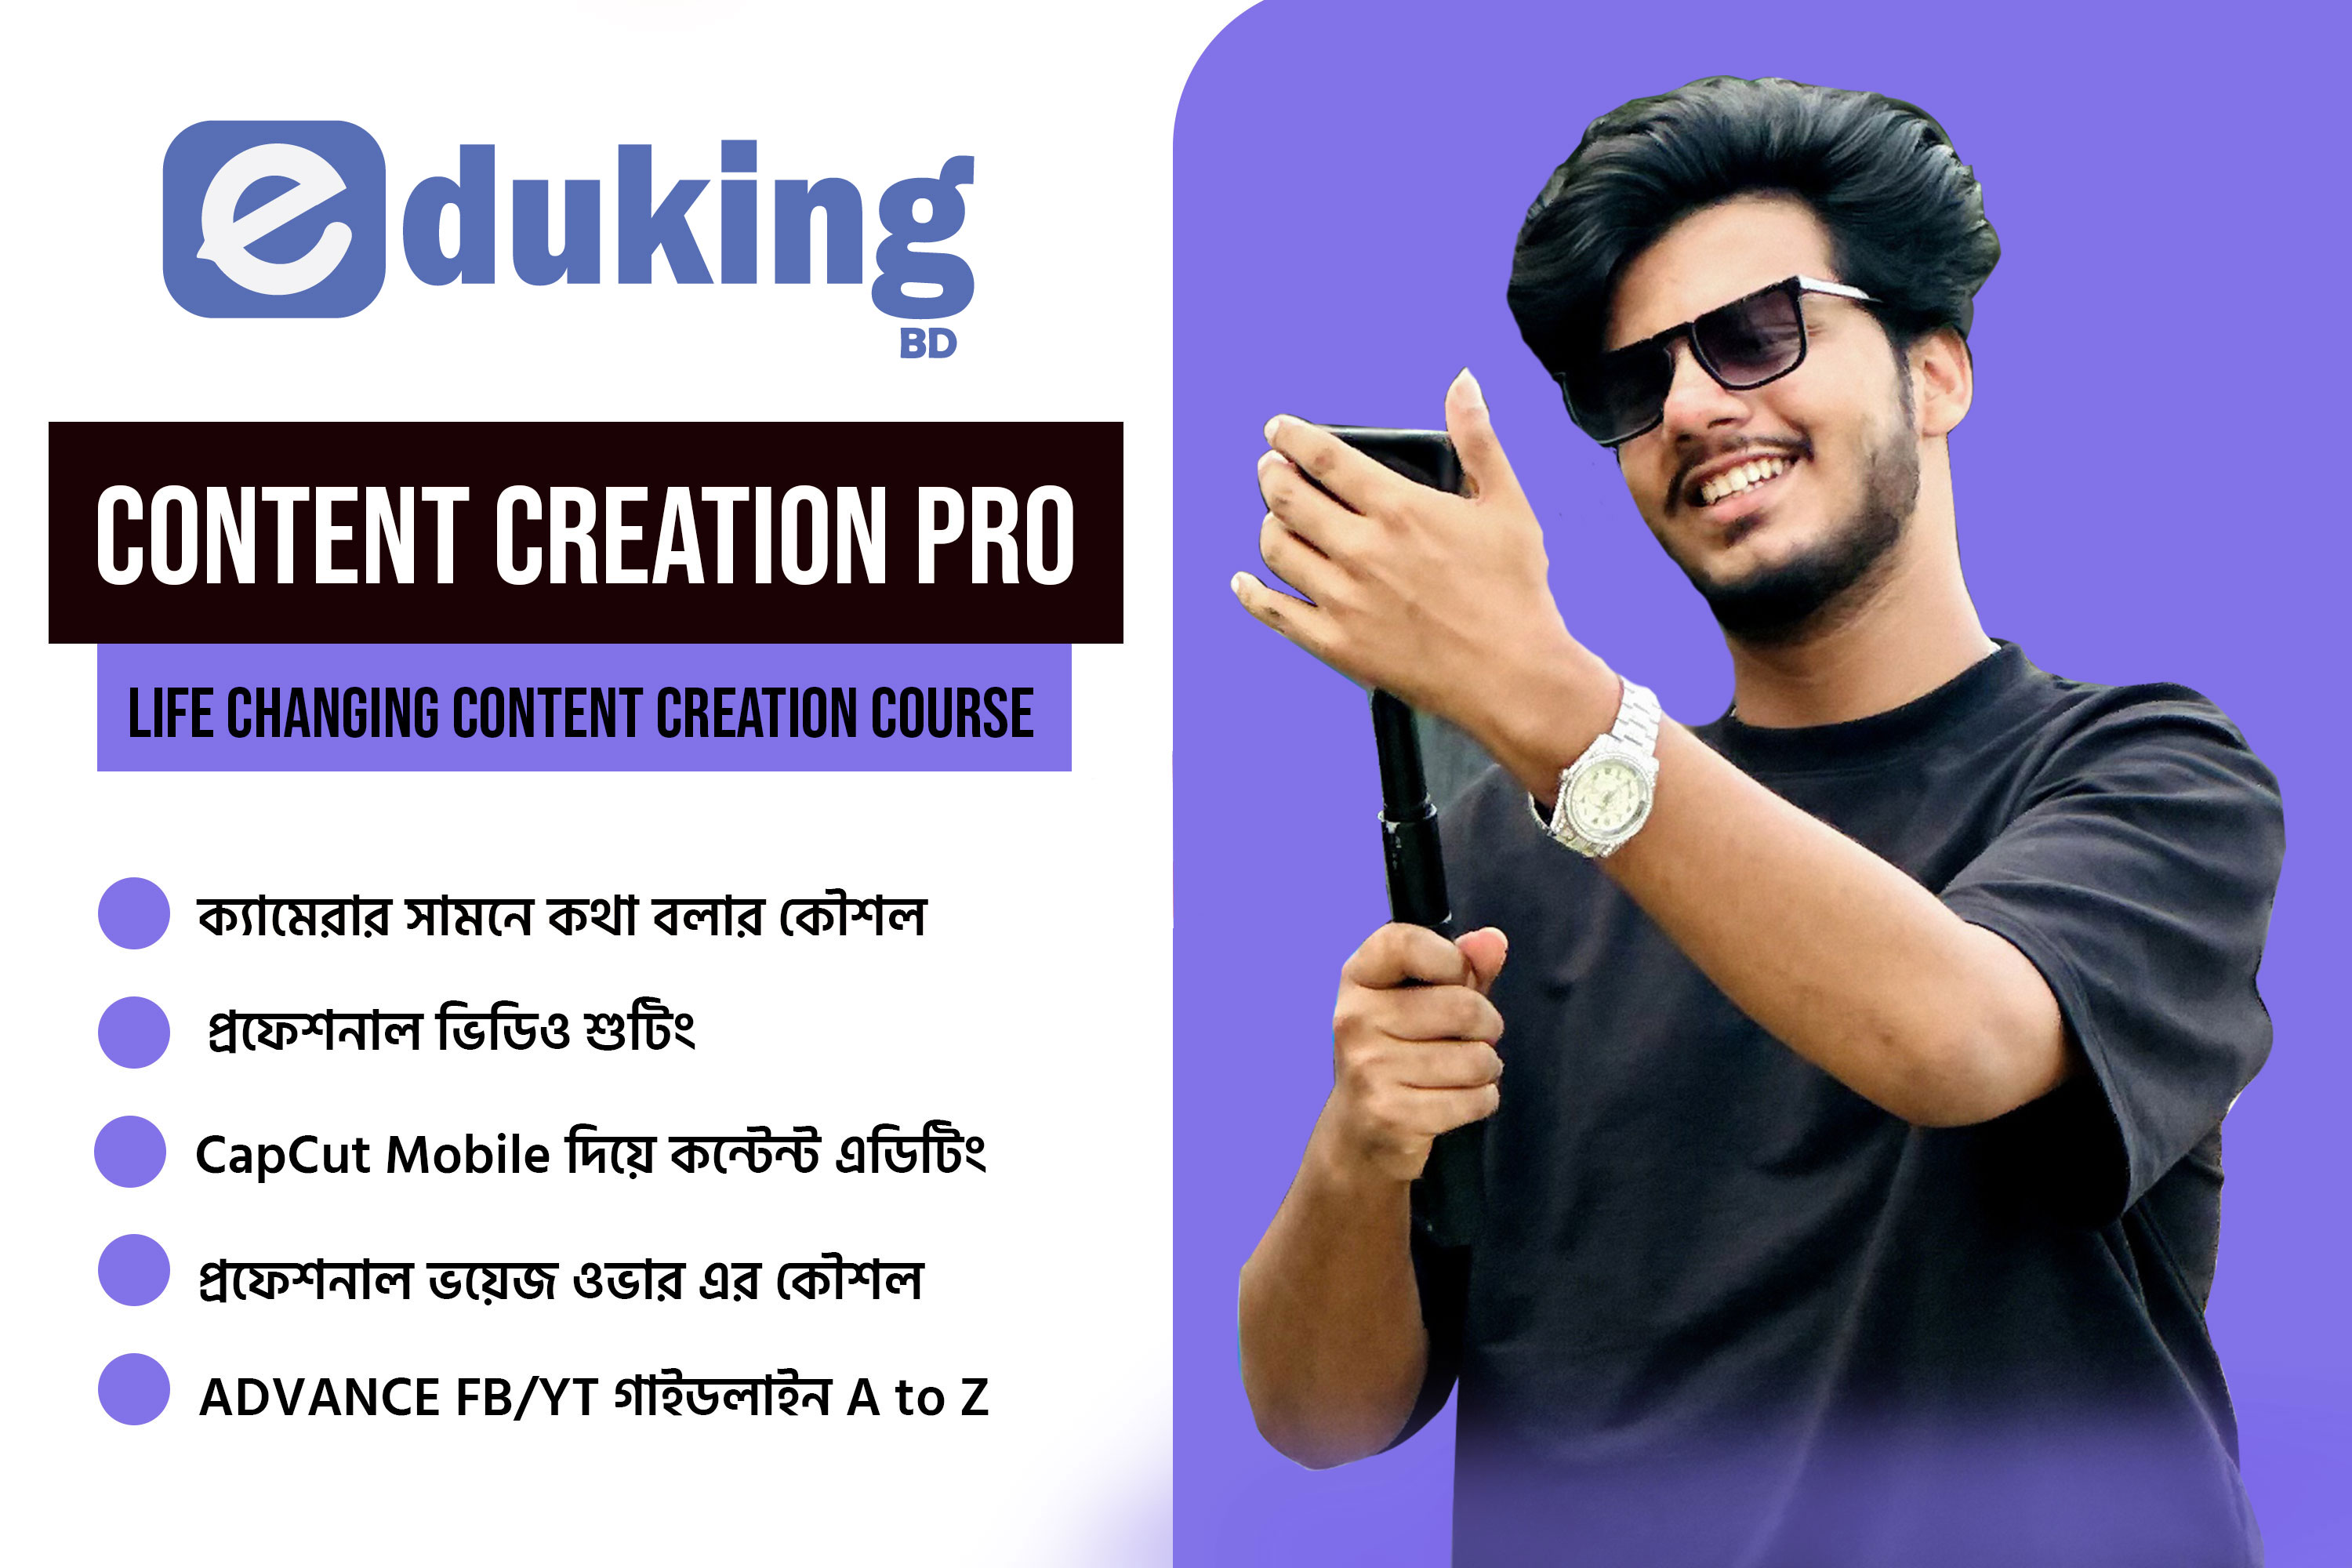 eduking
BD
CONTENT CREATION PRO
LIFE CHANGING CONTENT CREATION COURSE
ক্যামেরার সামনে কথা বলার কৌশল
প্রফেশনাল ভিডিও শুটিং
CapCut Mobile দিয়ে কন্টেন্ট এডিটিং
প্রফেশনাল ভয়েজ ওভার এর কৌশল
ADVANCE FB/YT গাইডলাইন A to Z